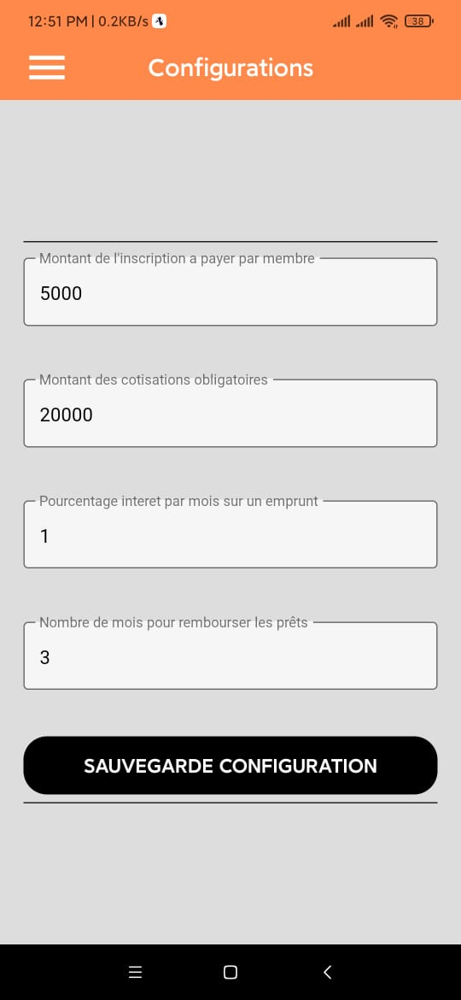 12:51 PM | 0.2KB/s 38
Configurations
Montant de l'inscription a payer par membre
5000
Montant des cotisations obligatoires
20000
Pourcentage interet par mois sur un emprunt
1
Nombre de mois pour rembourser les prêts
3
SAUVEGARDE CONFIGURATION